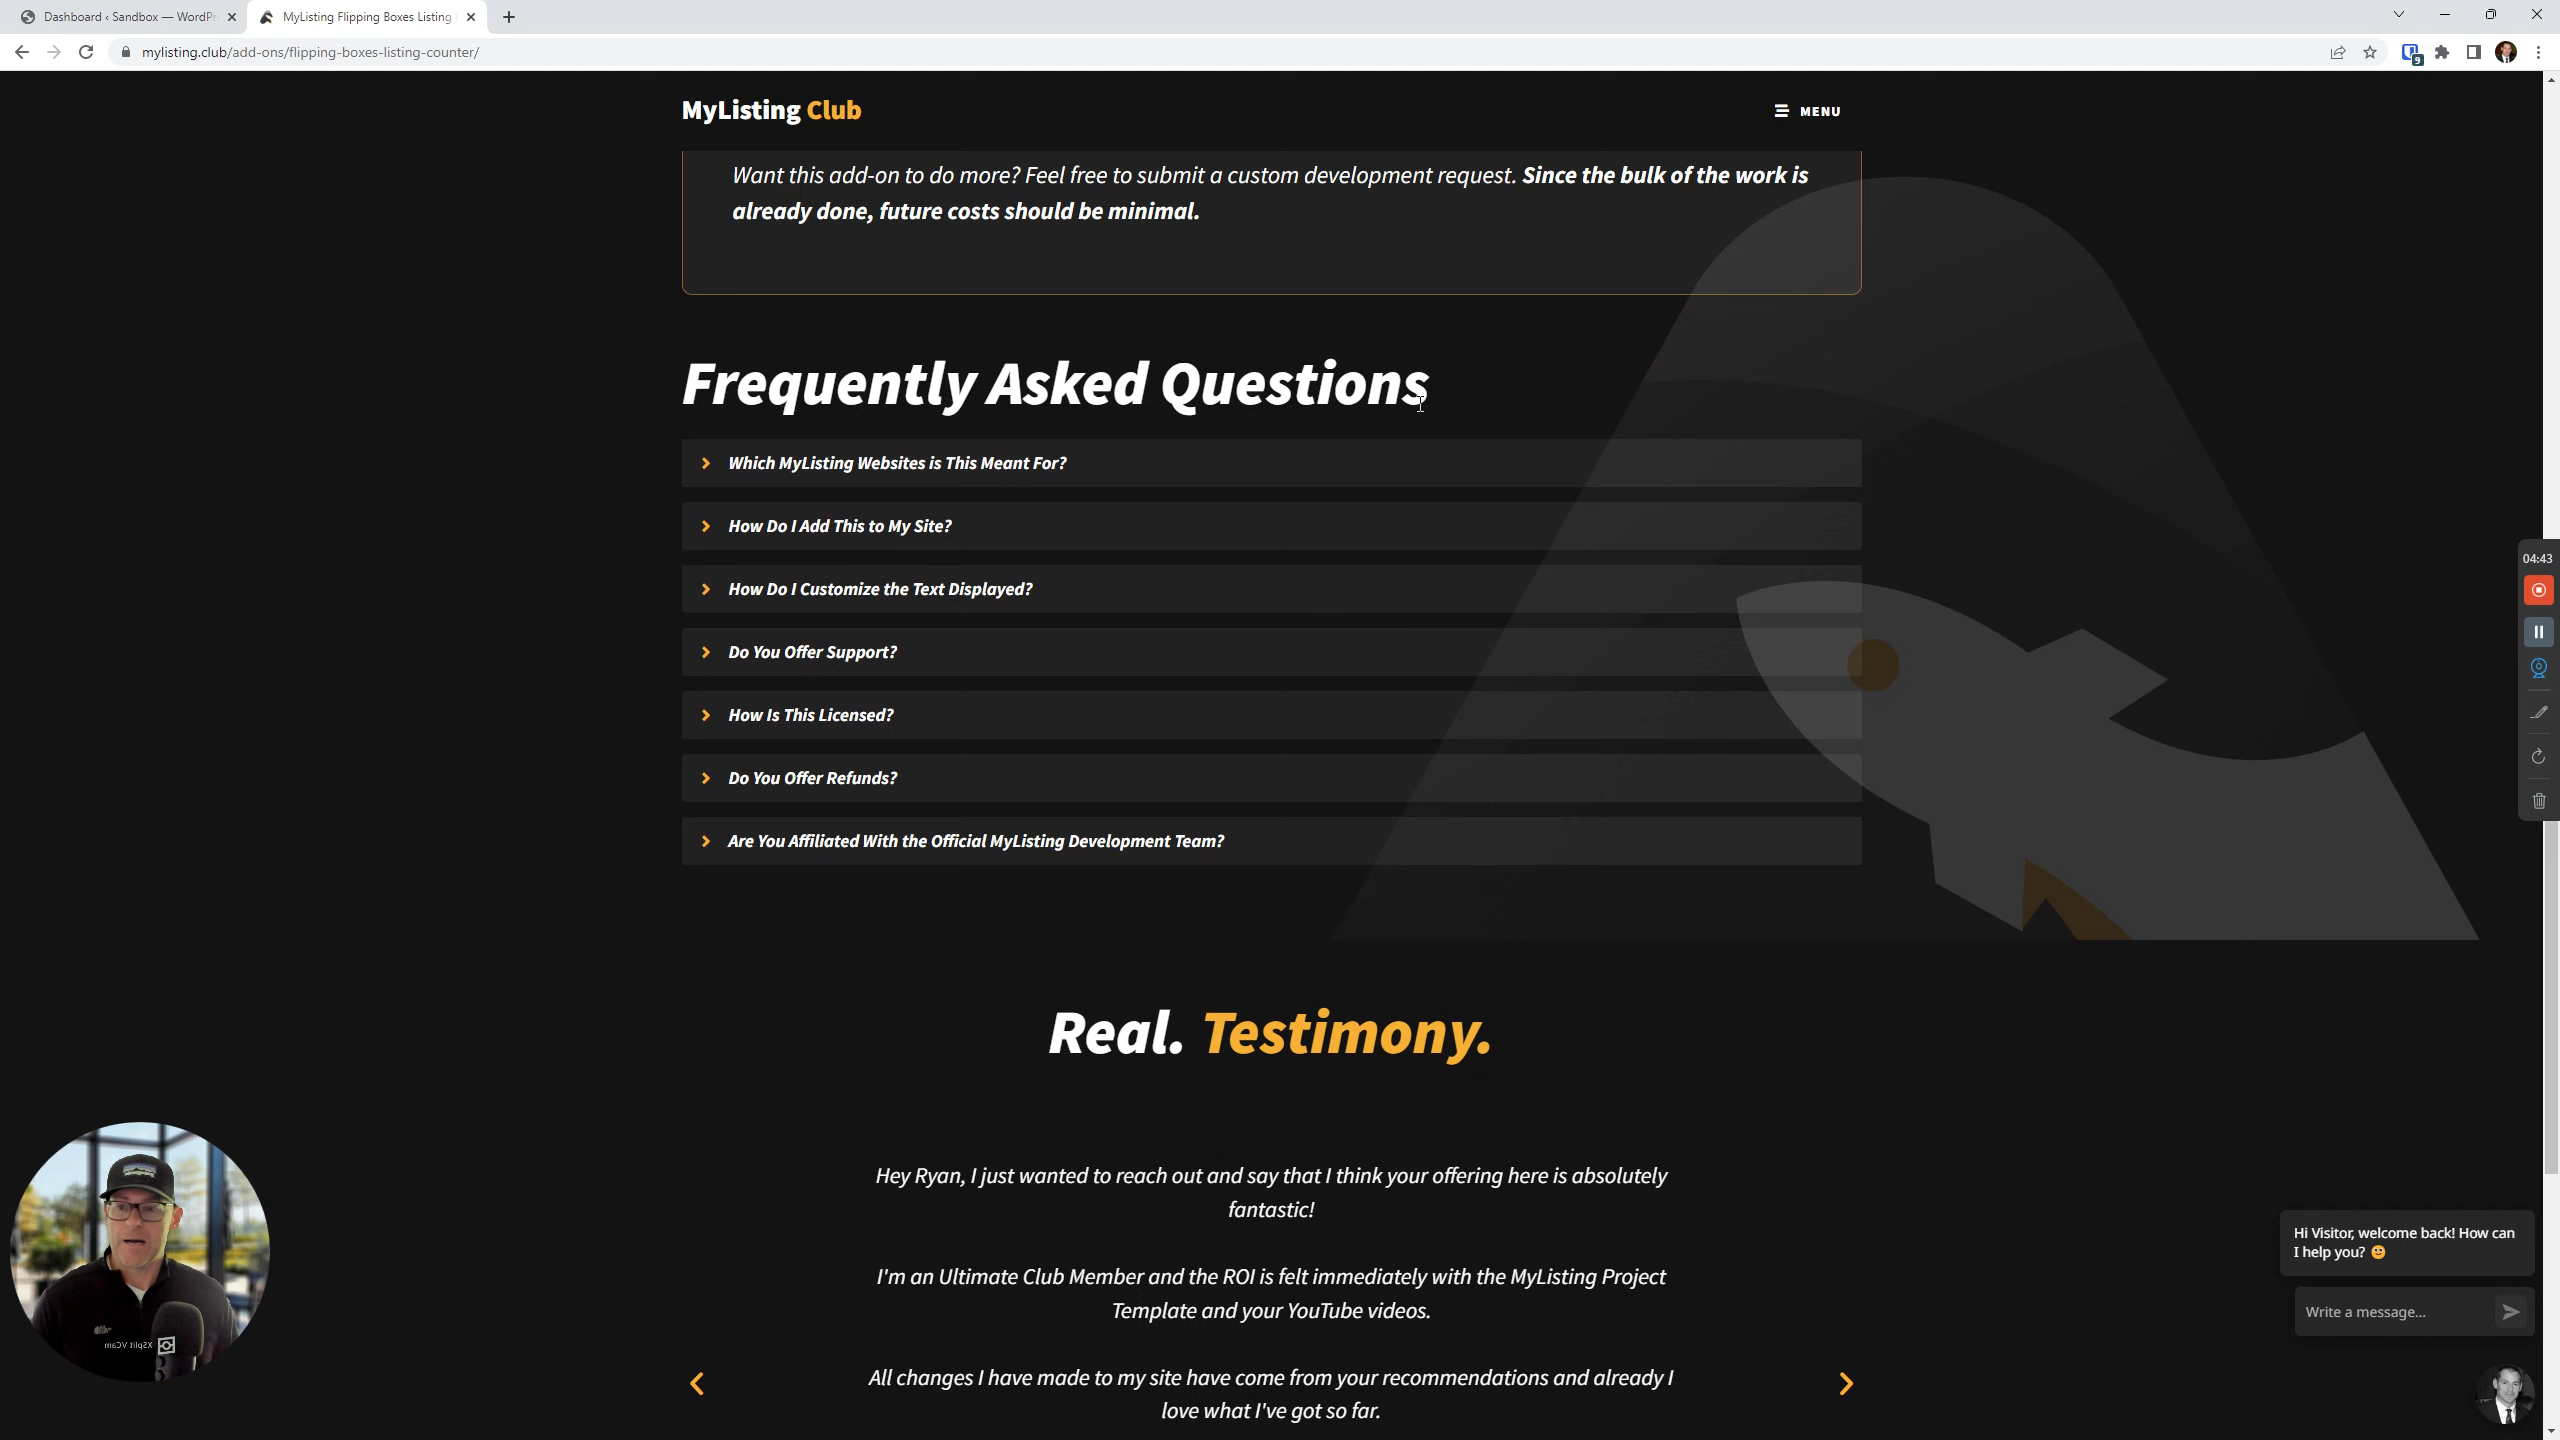 Dashboard ‹ Sandbox — WordPr
MyListing Flipping Boxes Listing
mylisting.club/add-ons/flipping-boxes-listing-counter/
9
MyListing Club
MENU
Want this add-on to do more? Feel free to submit a custom development request. Since the bulk of the work is
already done, future costs should be minimal.
Frequently Asked Questions
Which MyListing Websites is This Meant For?
How Do I Add This to My Site?
04:43
How Do I Customize the Text Displayed?
Do You Offer Support?
How Is This Licensed?
Do You Offer Refunds?
Are You Affiliated With the Official MyListing Development Team?
Real. Testimony.
Hey Ryan, I just wanted to reach out and say that I think your offering here is absolutely
fantastic!
Hi Visitor, welcome back! How can
I help you? 🙂
I'm an Ultimate Club Member and the ROI is felt immediately with the MyListing Project
Template and your YouTube videos.
Write a message...
XSplit VCam
All changes I have made to my site have come from your recommendations and already I
love what I've got so far.